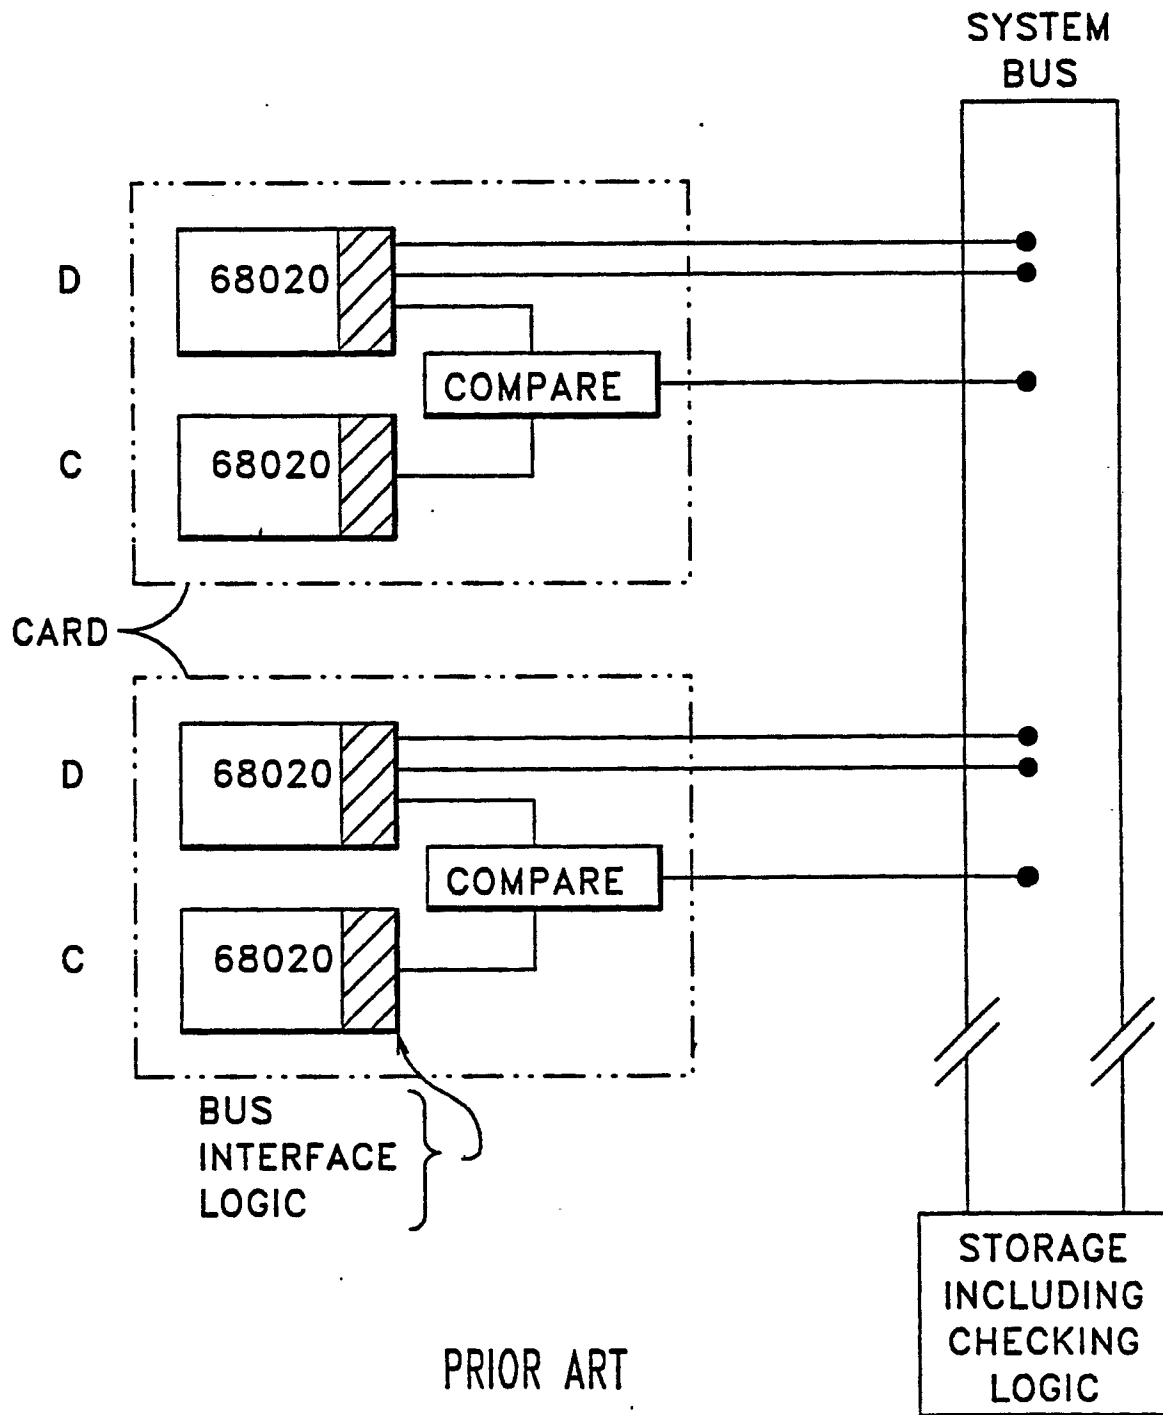 SYSTEM
BUS
D
68020
COMPARE
C
68020
CARD
D
68020
COMPARE
C
68020
BUS
INTERFACE
LOGIC
STORAGE
INCLUDING
CHECKING
LOGIC
PRIOR ART